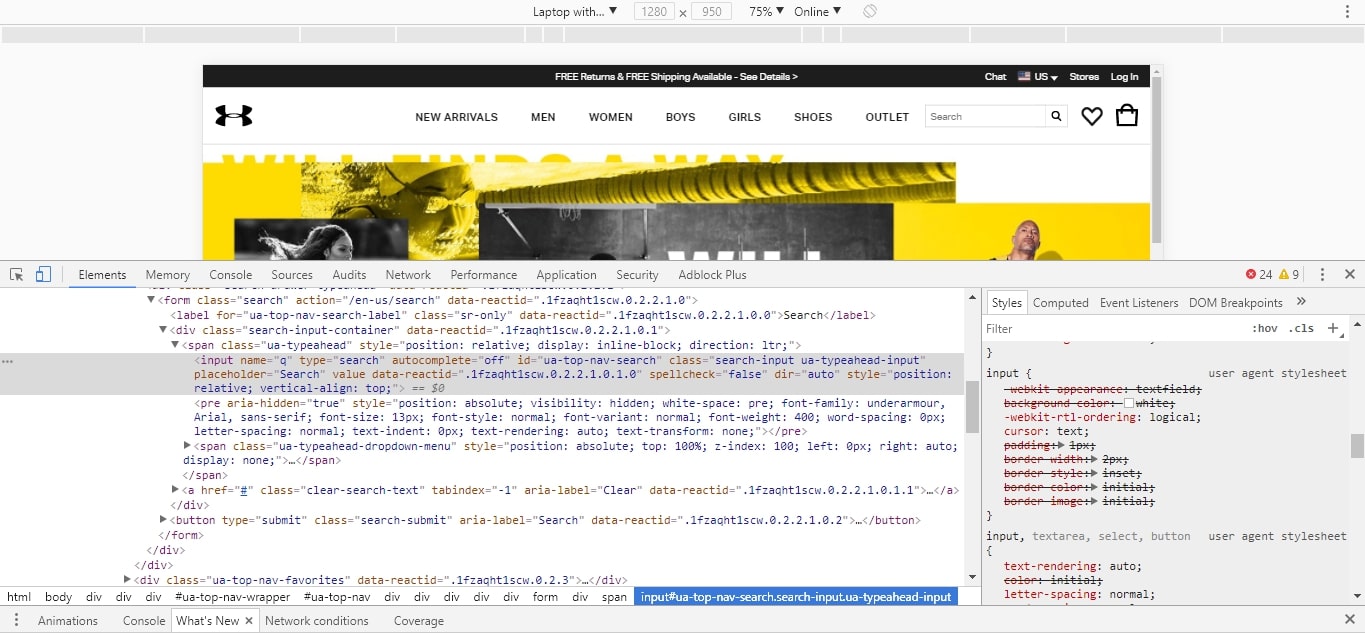 Laptop with... ▼ 1280 × 950 75% ▼ Online ▼
FREE Returns & FREE Shipping Available - See Details >
Chat US Stores Log In
NEW ARRIVALS MEN WOMEN BOYS GIRLS SHOES OUTLET Search
Elements Memory Console Sources Audits Network Performance Application Security Adblock Plus 24 9
▼<form class="search" action="/en-us/search" data-reactid=".1fzaqht1scw.0.2.2.1.0">
<label for="ua-top-nav-search-label" class="sr-only" data-reactid=".1fzaqht1scw.0.2.2.1.0.0">Search</label>
▼<div class="search-input-container" data-reactid=".1fzaqht1scw.0.2.2.1.0.1">
▼<span class="ua-typeahead" style="position: relative; display: inline-block; direction: ltr;">
<input name="q" type="search" autocomplete="off" id="ua-top-nav-search" class="search-input ua-typeahead-input"
placeholder="Search" value data-reactid=".1fzaqht1scw.0.2.2.1.0.1.0" spellcheck="false" dir="auto" style="position:
relative; vertical-align: top;"> == $0
<pre aria-hidden="true" style="position: absolute; visibility: hidden; white-space: pre; font-family: underarmour,
Arial, sans-serif; font-size: 13px; font-style: normal; font-variant: normal; font-weight: 400; word-spacing: 0px;
letter-spacing: normal; text-indent: 0px; text-rendering: auto; text-transform: none;"></pre>
▶<span class="ua-typeahead-dropdown-menu" style="position: absolute; top: 100%; z-index: 100; left: 0px; right: auto;
display: none;">…</span>
</span>
▶<a href="#" class="clear-search-text" tabindex="-1" aria-label="Clear" data-reactid=".1fzaqht1scw.0.2.2.1.0.1.1">…</a>
</div>
▶<button type="submit" class="search-submit" aria-label="Search" data-reactid=".1fzaqht1scw.0.2.2.1.0.2">…</button>
</form>
</div>
</div>
▶<div class="ua-top-nav-favorites" data-reactid=".1fzaqht1scw.0.2.3">…</div>
html body div div div #ua-top-nav-wrapper #ua-top-nav div div div div div form div span input#ua-top-nav-search.search-input.ua-typeahead-input
Styles Computed Event Listeners DOM Breakpoints »
Filter :hov .cls +
}
input { user agent stylesheet
-webkit-appearance: textfield;
background-color: white;
-webkit-rtl-ordering: logical;
cursor: text;
padding:▶ 1px;
border-width:▶ 2px;
border-style:▶ inset;
border-color:▶ initial;
border-image:▶ initial;
}
input, textarea, select, button user agent stylesheet
{
text-rendering: auto;
color: initial;
letter-spacing: normal;
Animations Console What's New × Network conditions Coverage